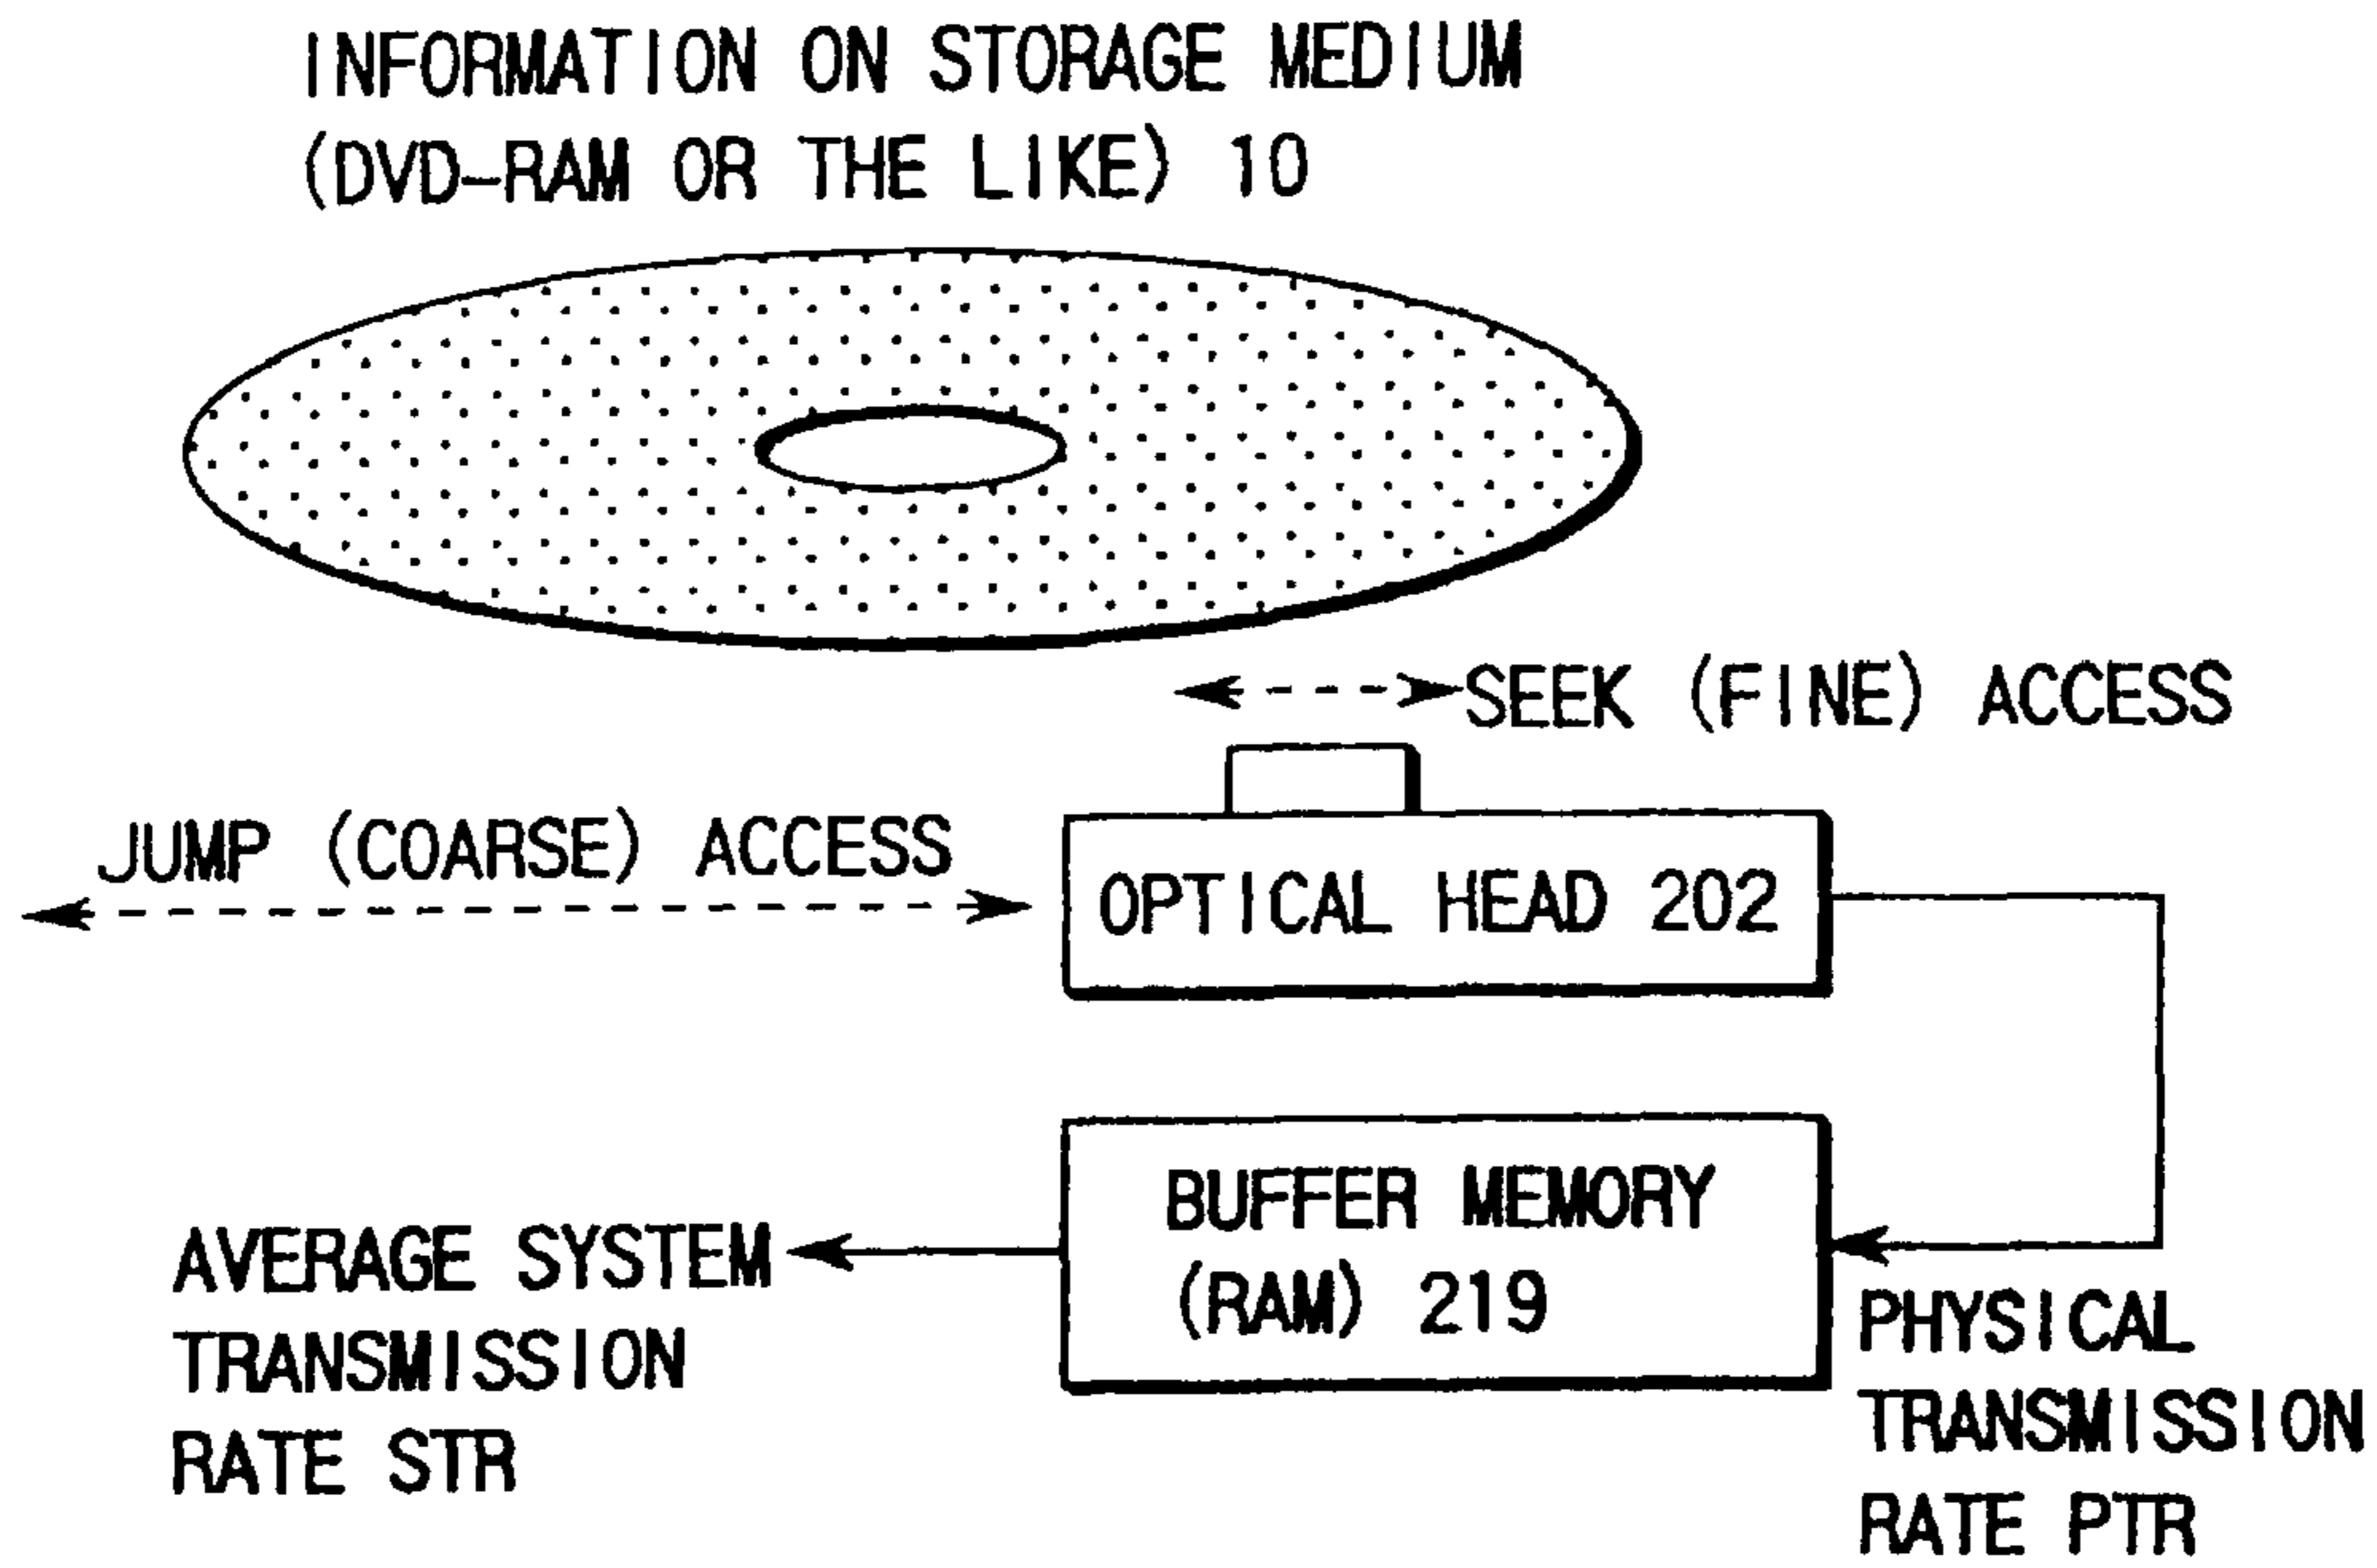 INFORMATION ON STORAGE MEDIUM
(DVD-RAM OR THE LIKE) 10
SEEK (FINE) ACCESS
JUMP (COARSE) ACCESS
OPTICAL HEAD 202
BUFFER MEMORY
(RAM) 219
AVERAGE SYSTEM
TRANSMISSION
RATE STR
PHYSICAL
TRANSMISSION
RATE PTR